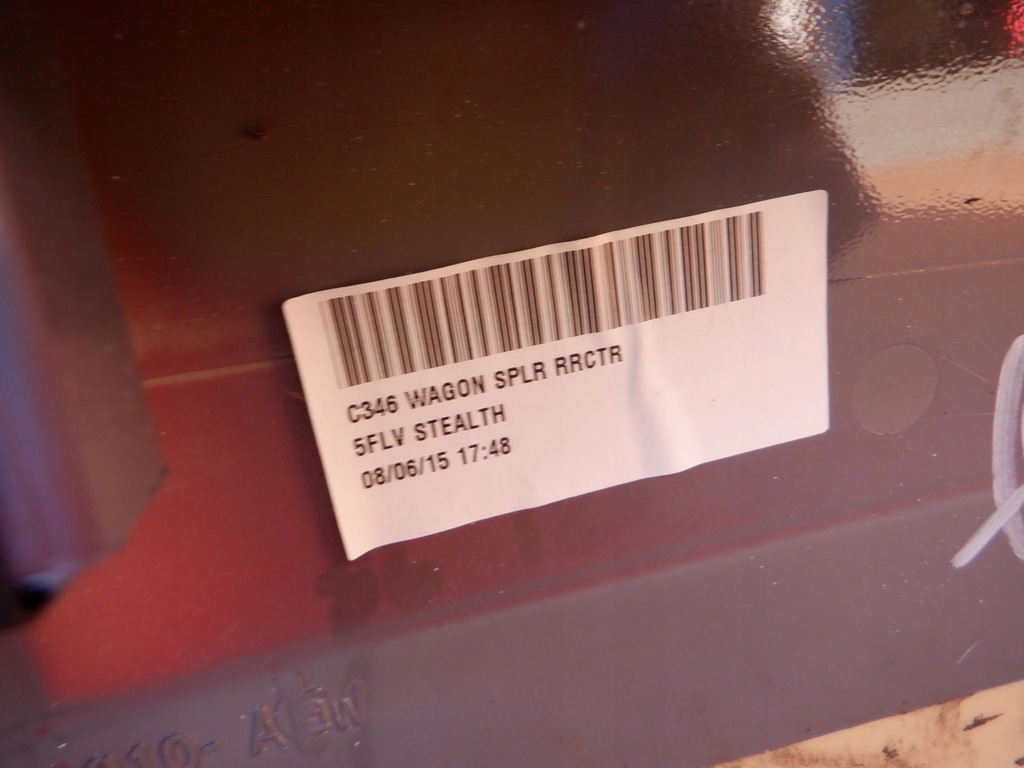 C346 WAGON SPLR RRCTR
5FLV STEALTH
08/06/15 17:48